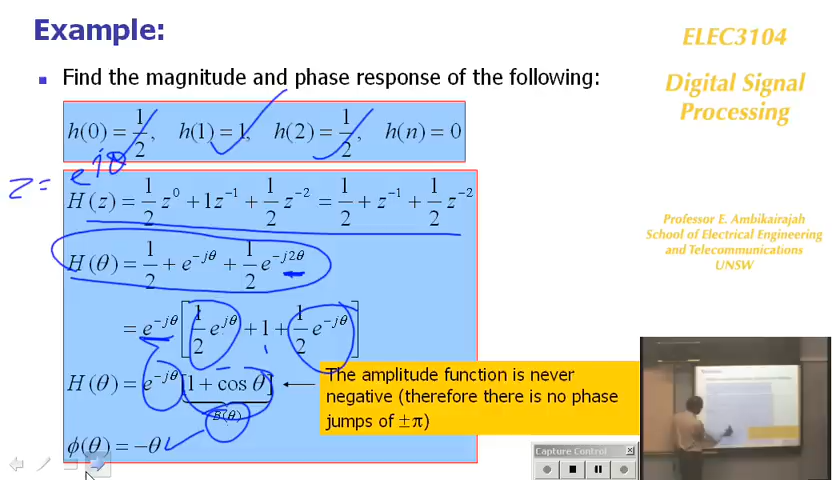 Example:
ELEC3104
Digital Signal
Processing
Professor E. Ambikairajah
School of Electrical Engineering
and Telecommunications
UNSW
▪ Find the magnitude and phase response of the following:
h(0) = 1/2, h(1) = 1, h(2) = 1/2, h(n) = 0
z = e^{jθ}
H(z) = 1/2 z^0 + 1z^{-1} + 1/2 z^{-2} = 1/2 + z^{-1} + 1/2 z^{-2}
H(θ) = 1/2 + e^{-jθ} + 1/2 e^{-j2θ}
= e^{-jθ} [1/2 e^{jθ} + 1 + 1/2 e^{-jθ}]
H(θ) = e^{-jθ} [1 + cos θ]
B(θ)
The amplitude function is never
negative (therefore there is no phase
jumps of ±π)
ϕ(θ) = −θ
Capture Control